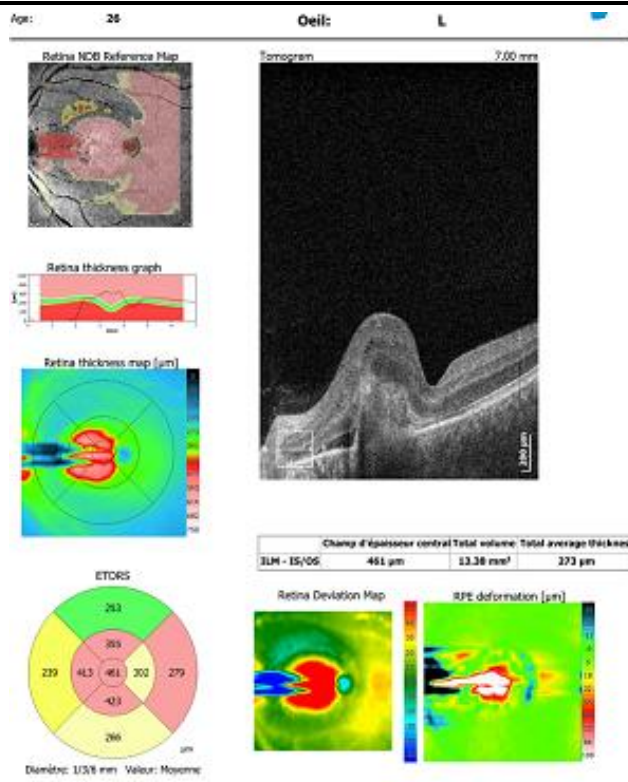 Age: 26 Oeil: L
Retina NDB Reference Map
Tomogram 7.00 mm
Retina thickness graph
Retina thickness map [µm]
200 µm
Champ d'épaisseur central Total volume Total average thicknes
ILM - IS/OS 461 µm 13.38 mm³ 273 µm
ETDRS
253
355
239 413 461 302 279
423
266
µm
Diamètre: 1/3/6 mm Valeur: Moyenne
Retina Deviation Map
RPE deformation [µm]